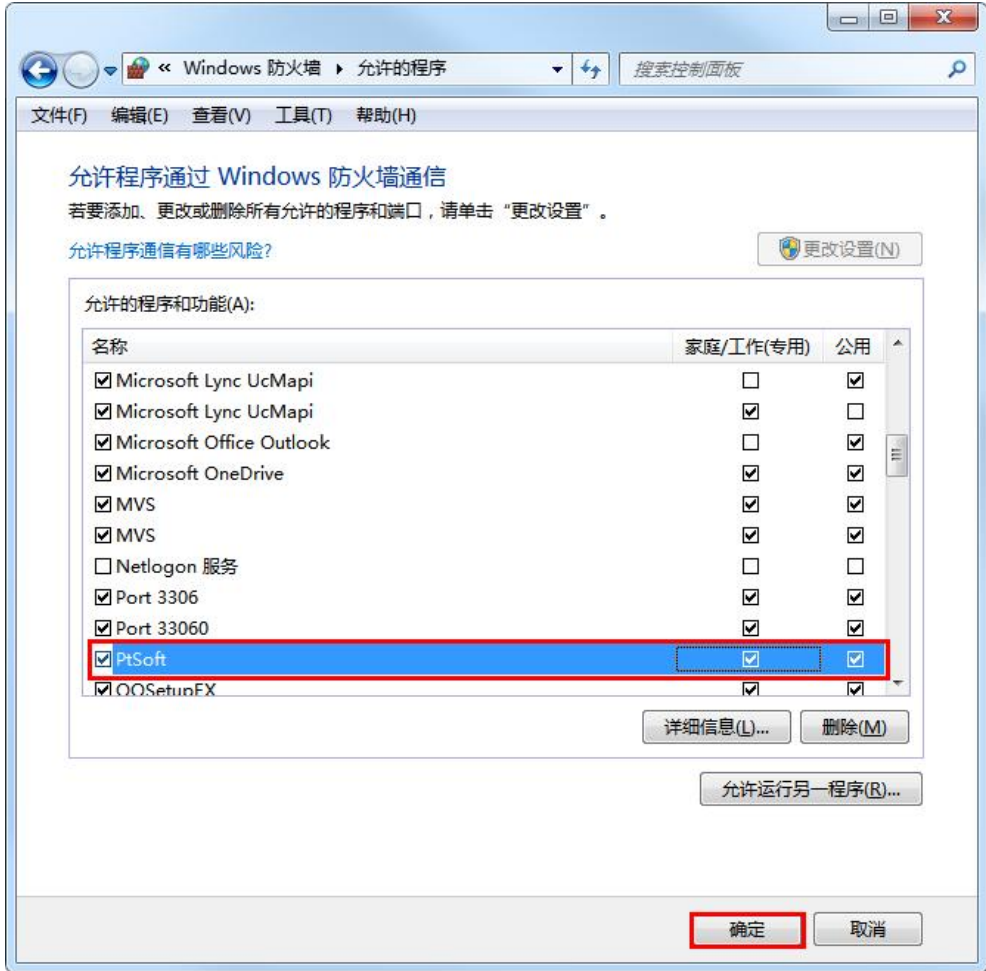 « Windows 防火墙 ▸ 允许的程序 搜索控制面板
文件(F) 编辑(E) 查看(V) 工具(T) 帮助(H)
允许程序通过 Windows 防火墙通信
若要添加、更改或删除所有允许的程序和端口，请单击“更改设置”。
允许程序通信有哪些风险?
更改设置(N)
允许的程序和功能(A):
名称 家庭/工作(专用) 公用
Microsoft Lync UcMapi
Microsoft Lync UcMapi
Microsoft Office Outlook
Microsoft OneDrive
MVS
MVS
Netlogon 服务
Port 3306
Port 33060
PtSoft
QQSetupEX
详细信息(L)... 删除(M)
允许运行另一程序(R)...
确定 取消